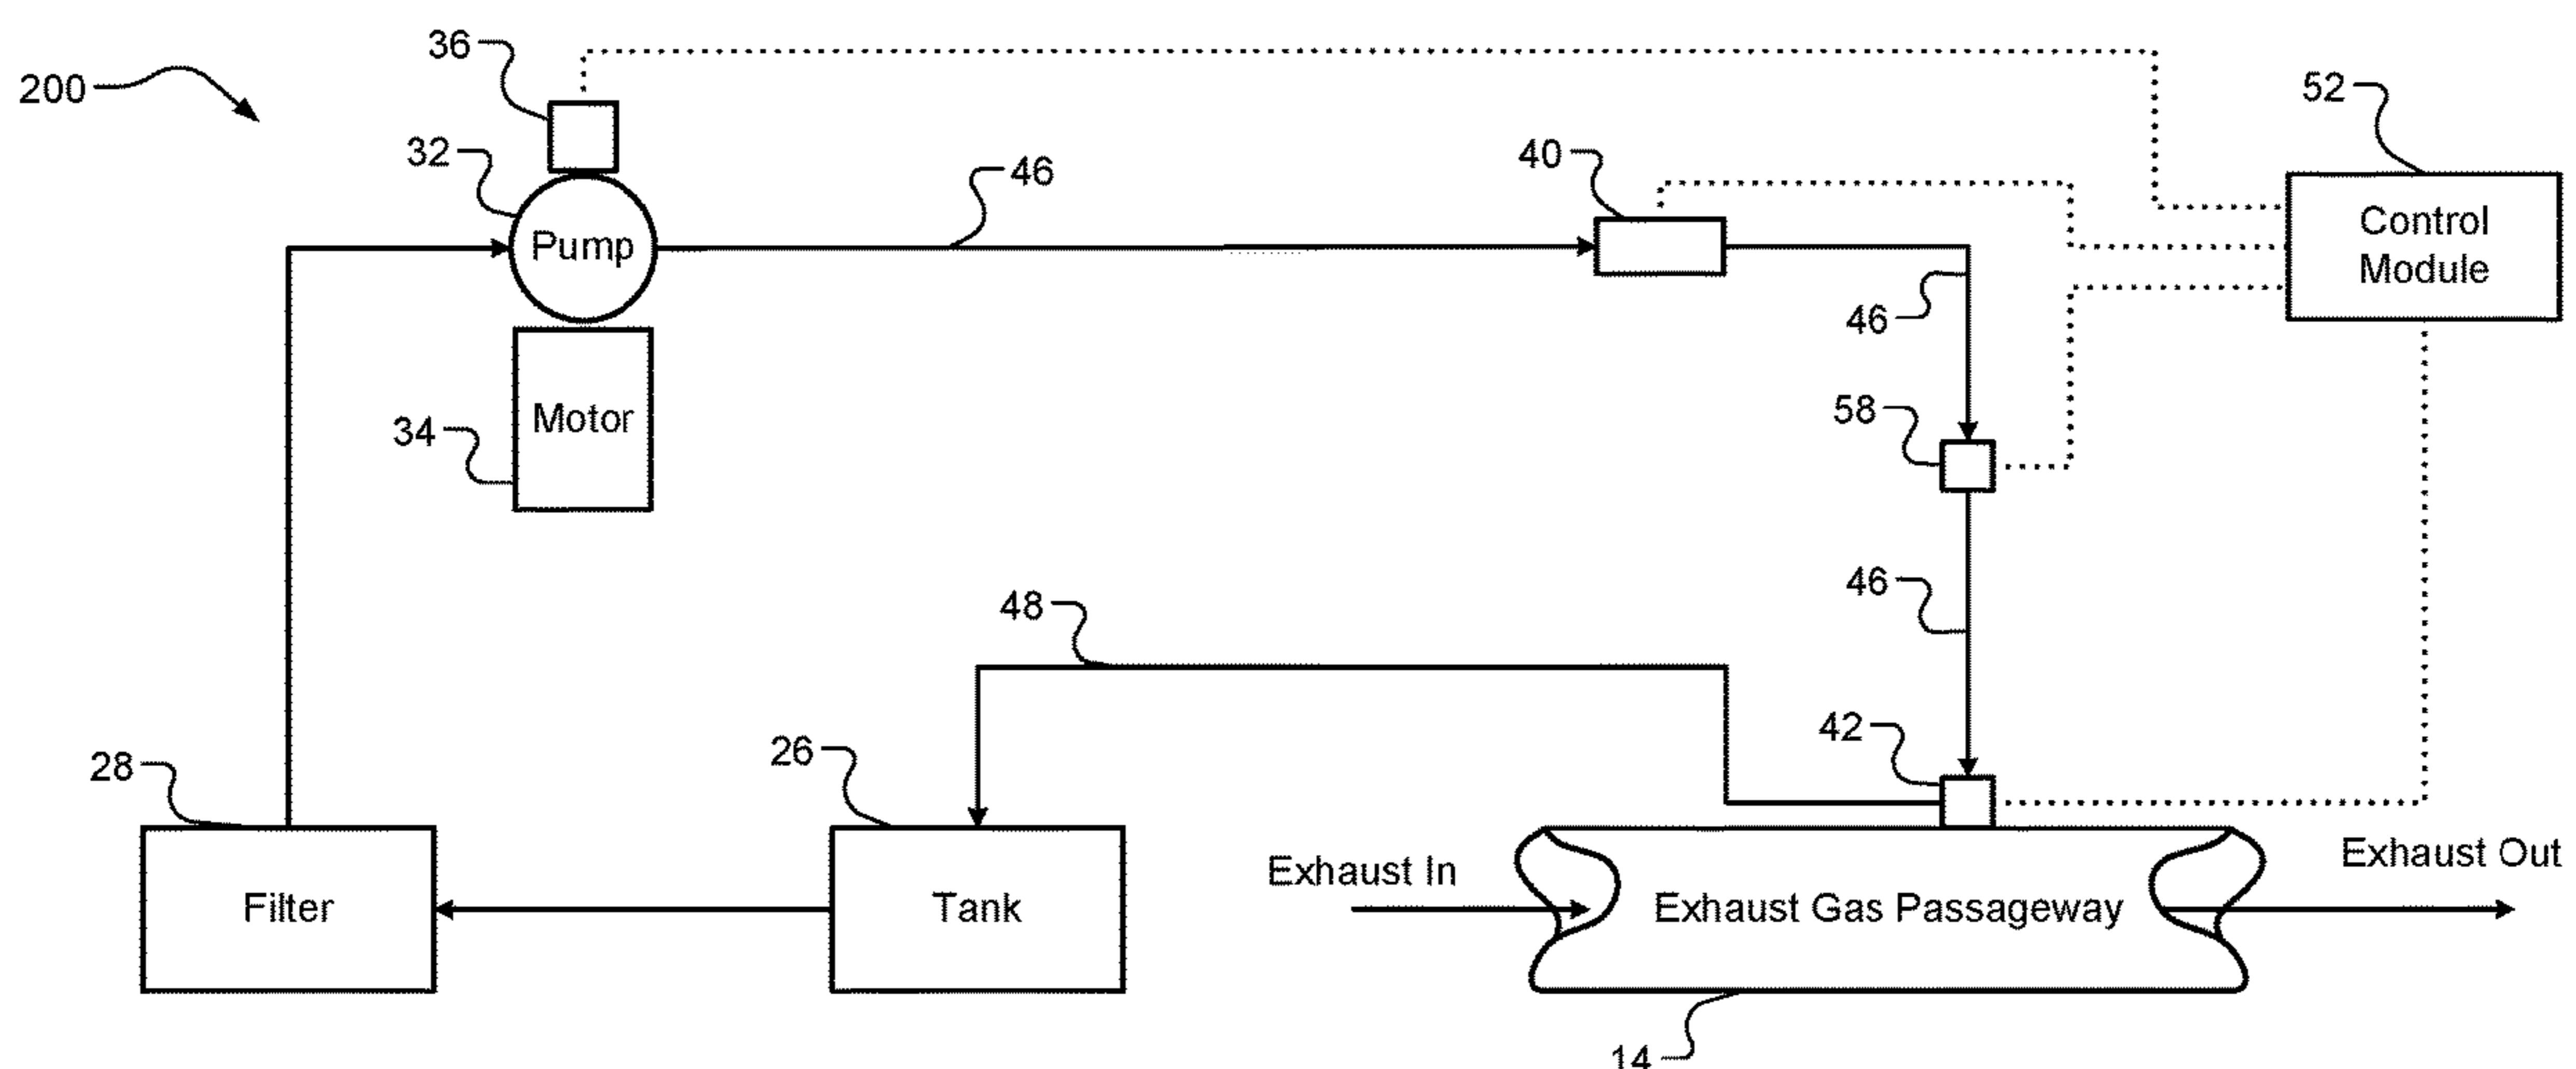 36
200
52
32
46
40
Pump
Control
Module
46
34
Motor
58
46
48
42
26
28
Exhaust In
Exhaust Out
Filter
Tank
Exhaust Gas Passageway
14